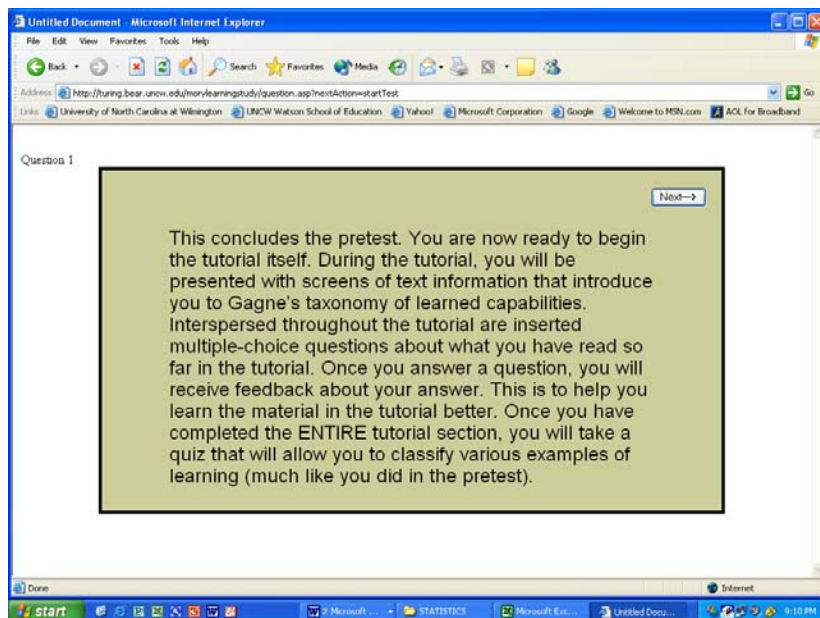 Untitled Document - Microsoft Internet Explorer
File Edit View Favorites Tools Help
Back Search Favorites Media
Address http://turing.bear.uncw.edu/morylearningstudy/question.asp?nextAction=startTest Go
Links University of North Carolina at Wilmington UNCW Watson School of Education Yahoo! Microsoft Corporation Google Welcome to MSN.com AOL for Broadband
Question 1
Next-->
This concludes the pretest. You are now ready to begin
the tutorial itself. During the tutorial, you will be
presented with screens of text information that introduce
you to Gagne's taxonomy of learned capabilities.
Interspersed throughout the tutorial are inserted
multiple-choice questions about what you have read so
far in the tutorial. Once you answer a question, you will
receive feedback about your answer. This is to help you
learn the material in the tutorial better. Once you have
completed the ENTIRE tutorial section, you will take a
quiz that will allow you to classify various examples of
learning (much like you did in the pretest).
Done Internet
start 2 Microsoft ... STATISTICS Microsoft Exc... Untitled Docu... 9:10 PM